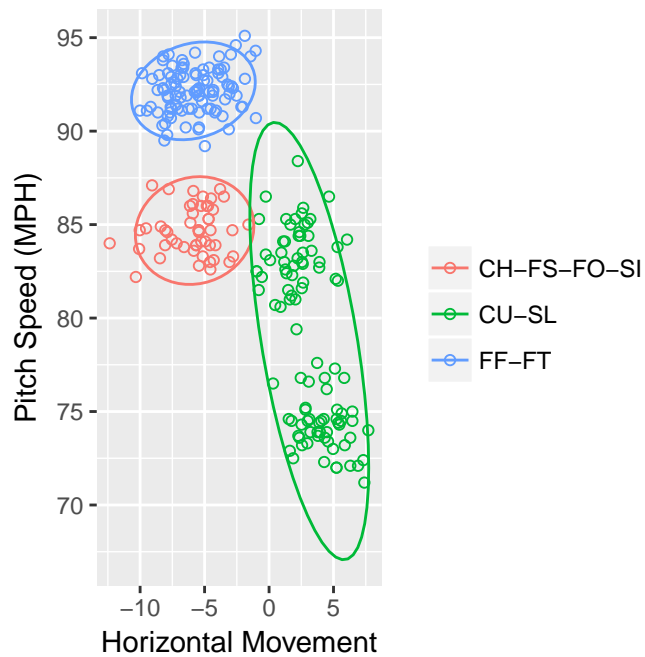 95
90
85
80
75
70
Pitch Speed (MPH)
−10
−5
0
5
Horizontal Movement
CH−FS−FO−SI
CU−SL
FF−FT